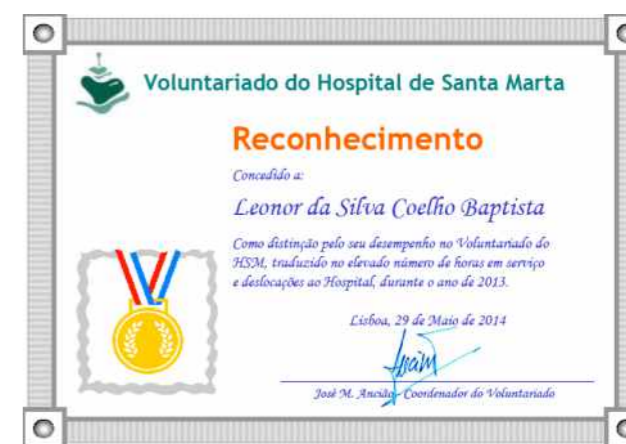 Voluntariado do Hospital de Santa Marta
Reconhecimento
Concedido a:
Leonor da Silva Coelho Baptista
Como distinção pelo seu desempenho no Voluntariado do
HSM, traduzido no elevado número de horas em serviço
e deslocações ao Hospital, durante o ano de 2013.
Lisboa, 29 de Maio de 2014
José M. Ancião - Coordenador do Voluntariado